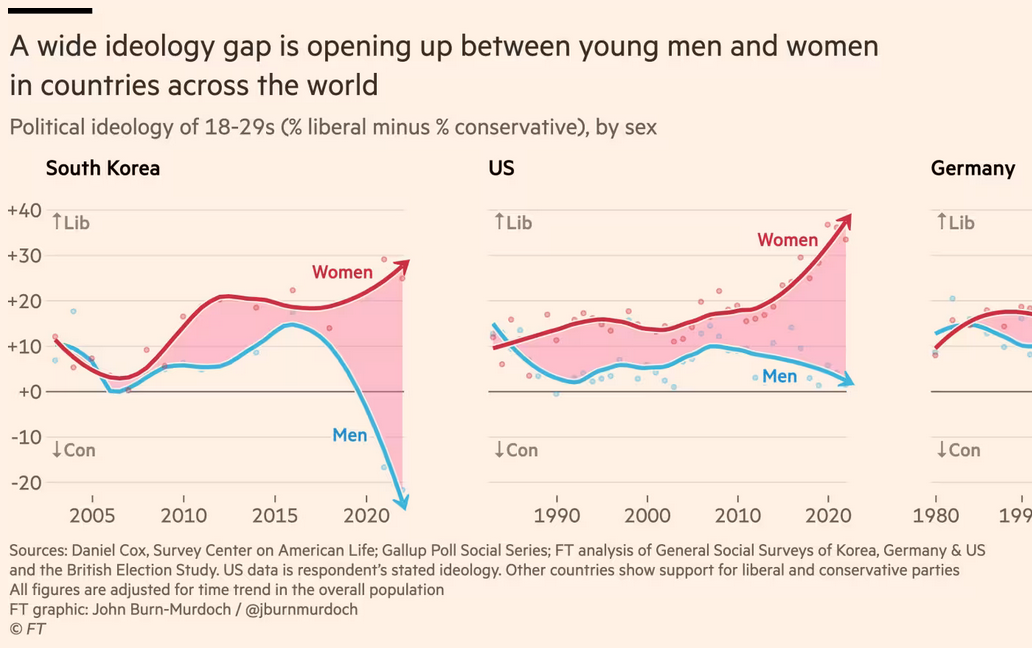 A wide ideology gap is opening up between young men and women
in countries across the world
Political ideology of 18-29s (% liberal minus % conservative), by sex
South Korea
US
Germany
+40
+30
+20
+10
+0
-10
-20
↑Lib
Women
Men
↓Con
2005
2010
2015
2020
↑Lib
Women
Men
↓Con
1990
2000
2010
2020
↑Lib
↓Con
1980
199
Sources: Daniel Cox, Survey Center on American Life; Gallup Poll Social Series; FT analysis of General Social Surveys of Korea, Germany & US
and the British Election Study. US data is respondent’s stated ideology. Other countries show support for liberal and conservative parties
All figures are adjusted for time trend in the overall population
FT graphic: John Burn-Murdoch / @jburnmurdoch
© FT